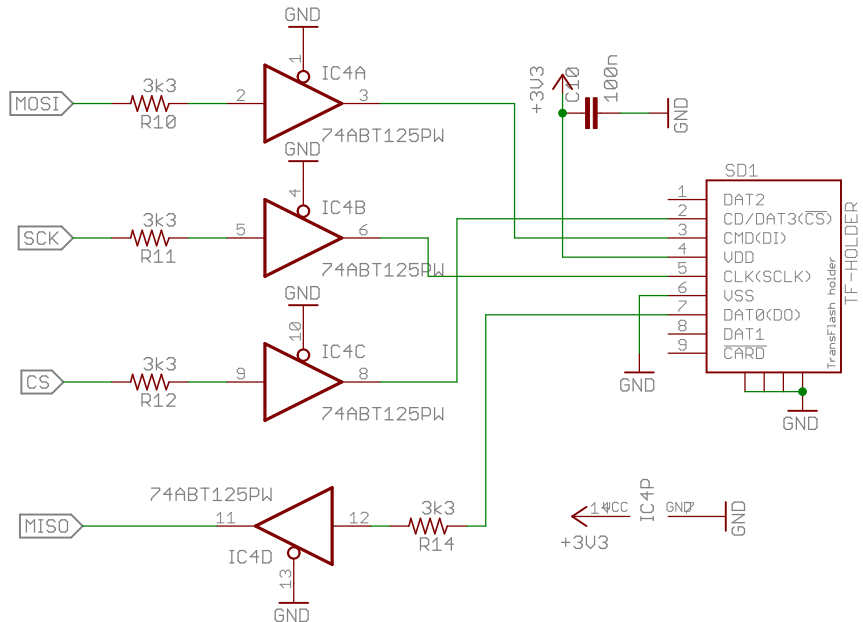 GND
1
IC4A
3k3
MOSI
2
3
R10
74ABT125PW
+3V3
C10
100n
GND
GND
4
IC4B
3k3
SCK
5
6
R11
74ABT125PW
GND
10
IC4C
3k3
CS
9
8
R12
74ABT125PW
SD1
1 DAT2
2 CD/DAT3(CS)
3 CMD(DI)
4 VDD
5 CLK(SCLK)
6 VSS
7 DAT0(DO)
8 DAT1
9 CARD
TransFlash holder
TF-HOLDER
GND
GND
74ABT125PW
MISO
11
12
3k3
R14
IC4D
13
GND
14
VCC
IC4P
GND
7
GND
+3V3